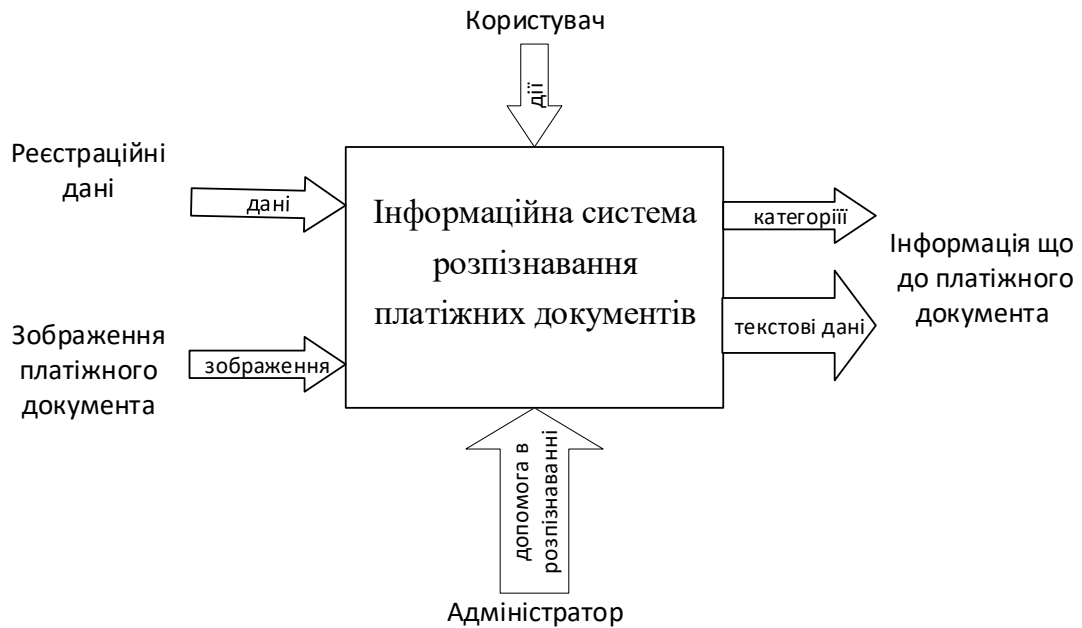 Користувач
дії
Реєстраційні
дані
дані
Інформаційна система
розпізнавання
платіжних документів
категоріїї
текстові дані
Інформація що
до платіжного
документа
Зображення
платіжного
документа
зображення
допомога в
розпізнаванні
Адміністратор